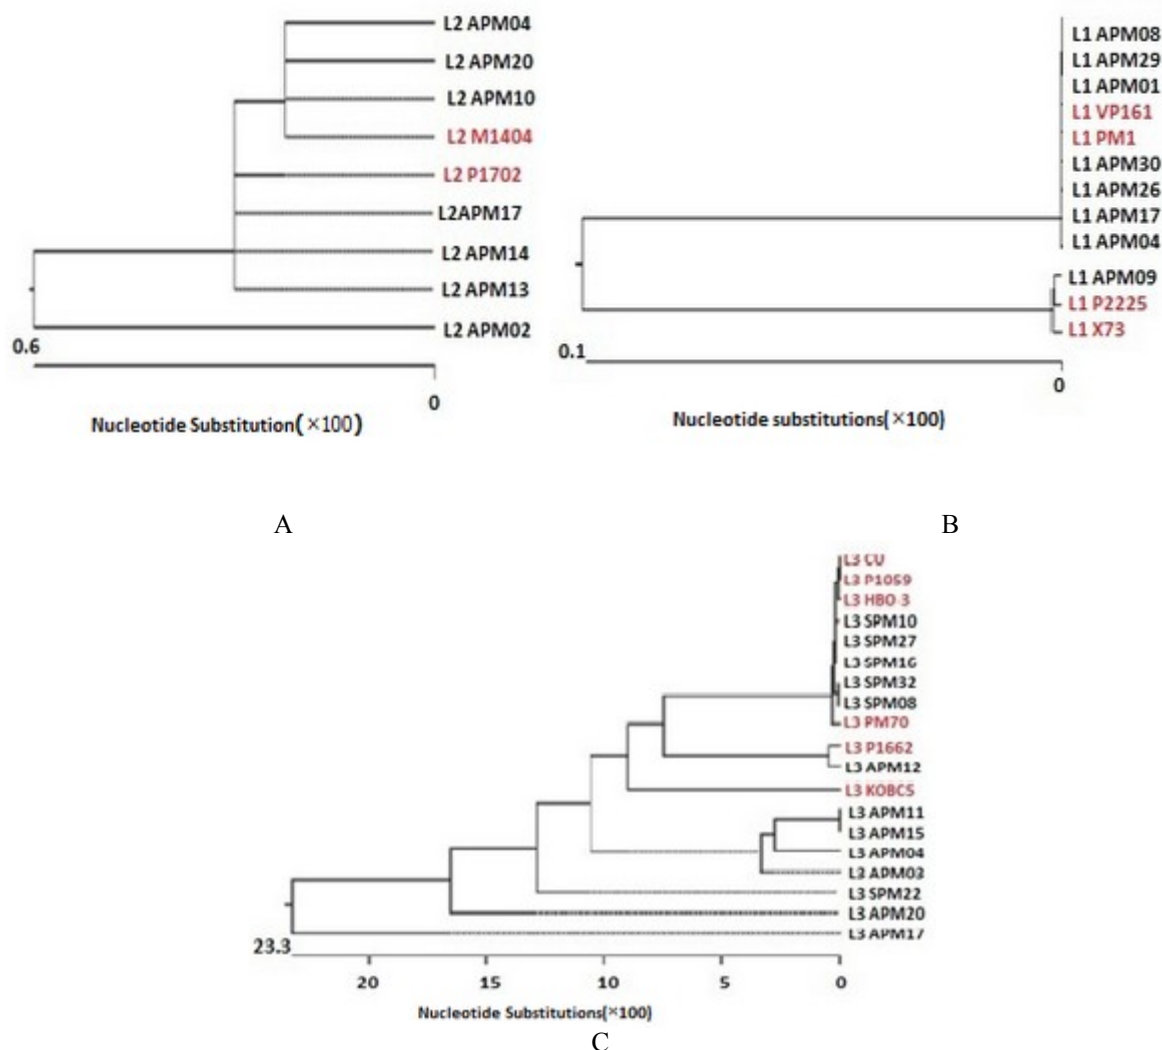 L2 APM04
L2 APM20
L2 APM10
L2 M1404
L2 P1702
L2APM17
L2 APM14
L2 APM13
L2 APM02
0.6
0
Nucleotide Substitution(×100)
A
L1 APM08
L1 APM29
L1 APM01
L1 VP161
L1 PM1
L1 APM30
L1 APM26
L1 APM17
L1 APM04
L1 APM09
L1 P2225
L1 X73
0.1
0
Nucleotide substitutions(×100)
B
L3 CU
L3 P1059
L3 HBO-3
L3 SPM10
L3 SPM27
L3 SPM16
L3 SPM32
L3 SPM08
L3 PM70
L3 P1662
L3 APM12
L3 KOBCS
L3 APM11
L3 APM15
L3 APM04
L3 APM03
L3 SPM22
L3 APM20
L3 APM17
23.3
20 15 10 5 0
Nucleotide Substitutions(×100)
C